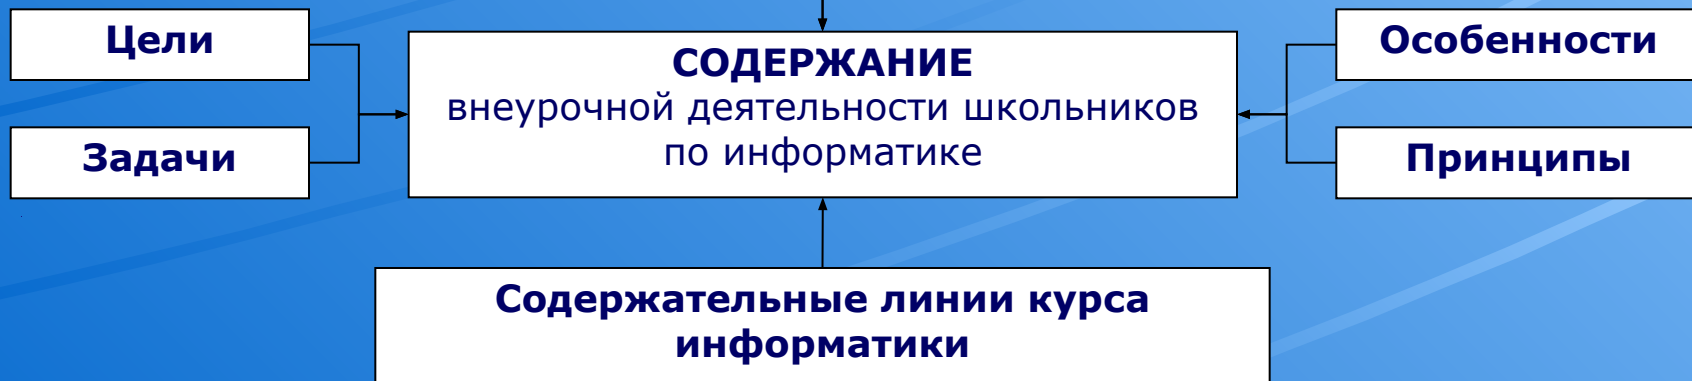 Цели
Задачи
СОДЕРЖАНИЕ
внеурочной деятельности школьников
по информатике
Особенности
Принципы
Содержательные линии курса
информатики